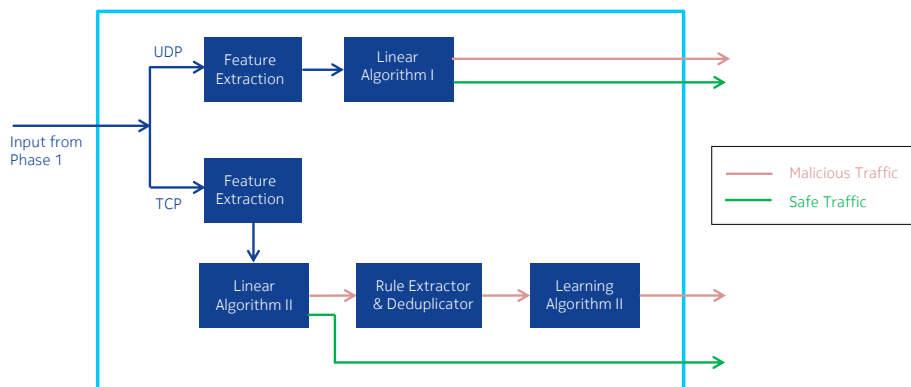 UDP
Feature
Extraction
Linear
Algorithm I
Input from
Phase 1
TCP
Feature
Extraction
Malicious Traffic
Safe Traffic
Linear
Algorithm II
Rule Extractor
& Deduplicator
Learning
Algorithm II